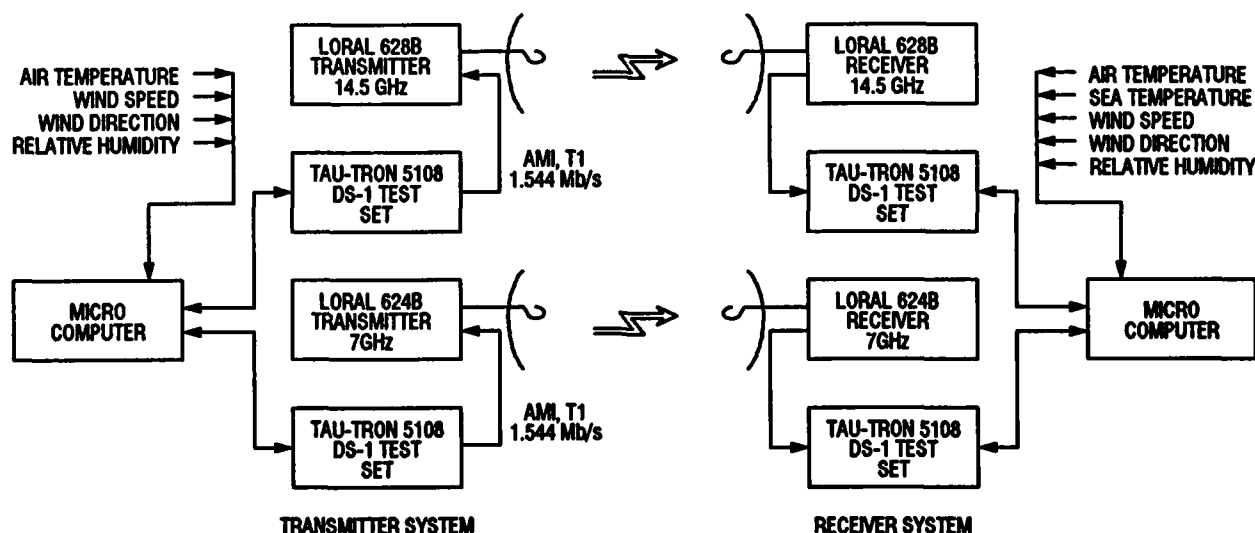 LORAL 628B
TRANSMITTER
14.5 GHz
LORAL 628B
RECEIVER
14.5 GHz
AIR TEMPERATURE
WIND SPEED
WIND DIRECTION
RELATIVE HUMIDITY
AIR TEMPERATURE
SEA TEMPERATURE
WIND SPEED
WIND DIRECTION
RELATIVE HUMIDITY
AMI, T1
1.544 Mb/s
TAU-TRON 5108
DS-1 TEST
SET
TAU-TRON 5108
DS-1 TEST
SET
MICRO
COMPUTER
LORAL 624B
TRANSMITTER
7GHz
LORAL 624B
RECEIVER
7GHz
MICRO
COMPUTER
AMI, T1
1.544 Mb/s
TAU-TRON 5108
DS-1 TEST
SET
TAU-TRON 5108
DS-1 TEST
SET
TRANSMITTER SYSTEM
RECEIVER SYSTEM